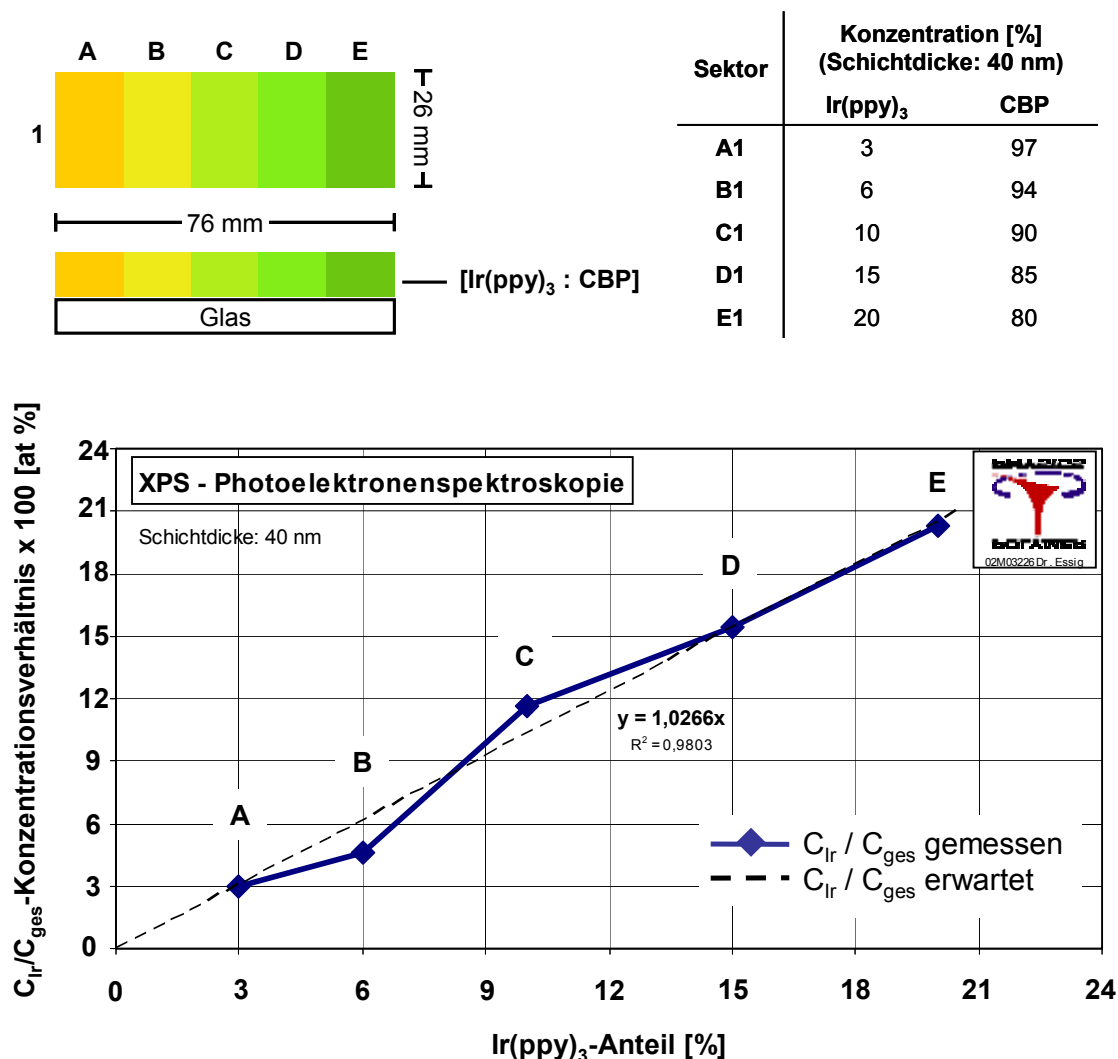 A B C D E
1
26 mm
76 mm
[Ir(ppy)3 : CBP]
Glas
Sektor
Konzentration [%]
(Schichtdicke: 40 nm)
Ir(ppy)3 CBP
A1 3 97
B1 6 94
C1 10 90
D1 15 85
E1 20 80
CIr/Cges-Konzentrationsverhältnis x 100 [at %]
24
21
18
15
12
9
6
3
0
XPS - Photoelektronenspektroskopie
Schichtdicke: 40 nm
A
B
C
D
E
02M03226 Dr. Essig
y = 1,0266x
R² = 0,9803
CIr / Cges gemessen
CIr / Cges erwartet
0 3 6 9 12 15 18 21 24
Ir(ppy)3-Anteil [%]